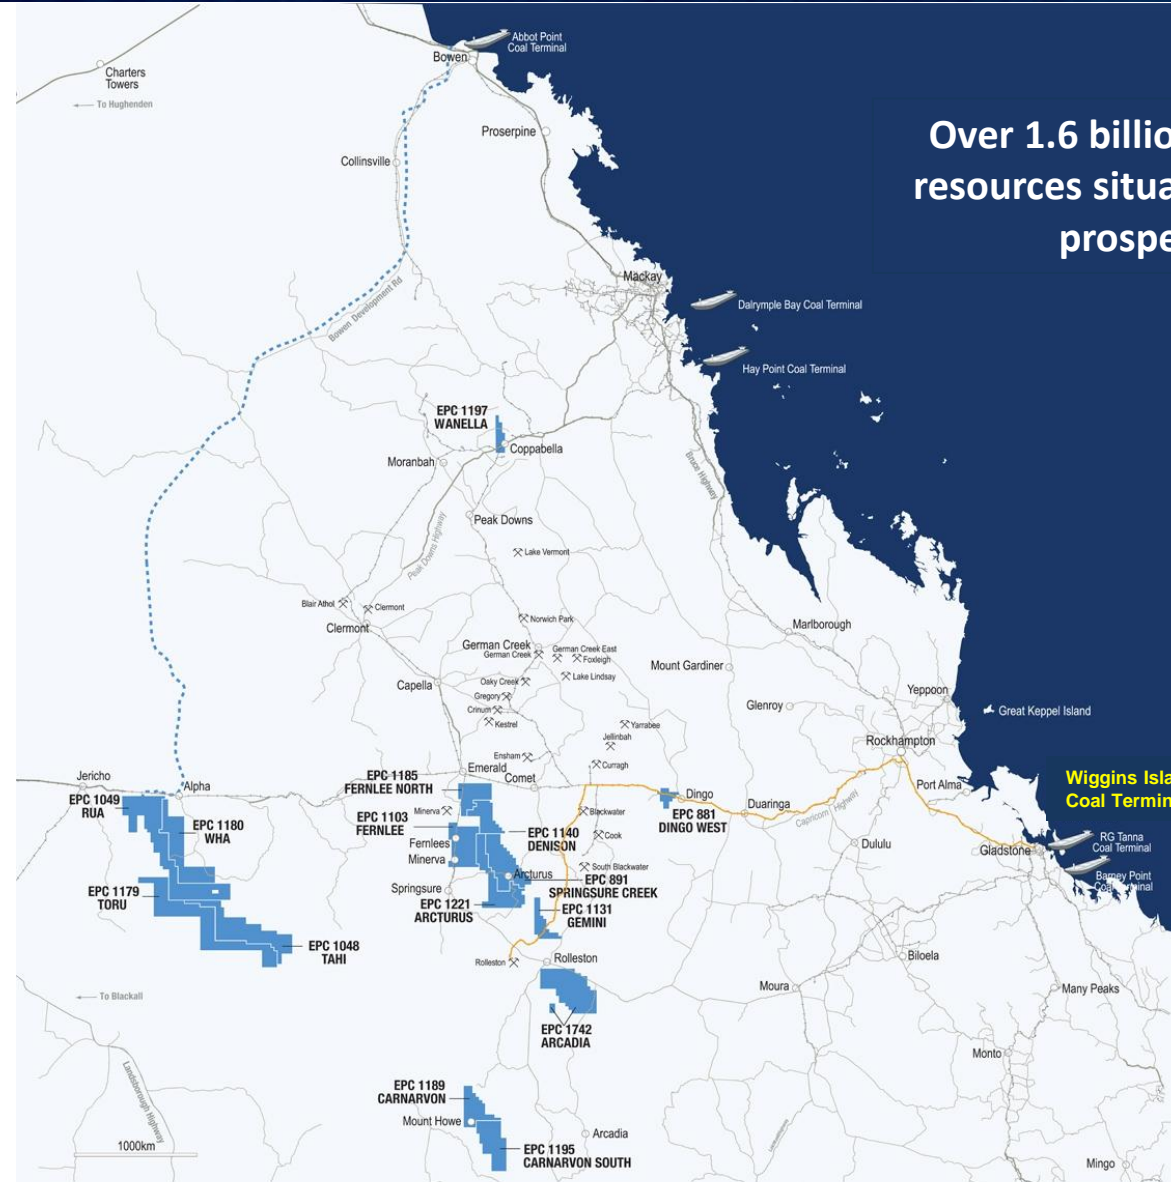 Abbot Point
Coal Terminal
Bowen
Charters
Towers
To Hughenden
Over 1.6 billio
resources situa
prospe
Proserpine
Collinsville
Mackay
Dalrymple Bay Coal Terminal
Bowen Development Rd
Hay Point Coal Terminal
EPC 1197
WANELLA
Coppabella
Moranbah
Bruce Highway
Peak Downs
Peak Downs Highway
Lake Vermont
Blair Athol
Clermont
Clermont
Norwich Park
Marlborough
German Creek
German Creek
German Creek East
Foxleigh
Mount Gardiner
Lake Lindsay
Oaky Creek
Capella
Gregory
Crinum
Kestrel
Yeppoon
Glenroy
Great Keppel Island
Yarrabee
Jellinbah
Rockhampton
Ensham
Curragh
Emerald
Comet
EPC 1185
FERNLEE NORTH
Jericho
Alpha
Port Alma
Wiggins Isla
Coal Termin
EPC 1049
RUA
EPC 1180
WHA
EPC 1103
FERNLEE
Minerva
Fernlees
Minerva
Dingo
EPC 881
DINGO WEST
Duaringa
Capricorn Highway
Blackwater
EPC 1140
DENISON
Cook
Dululu
Gladstone
RG Tanna
Coal Terminal
Barney Point
Coal Terminal
South Blackwater
Arcturus
EPC 891
SPRINGSURE CREEK
Springsure
EPC 1179
TORU
EPC 1221
ARCTURUS
EPC 1131
GEMINI
EPC 1048
TAHI
Rolleston
Rolleston
Biloela
Moura
Many Peaks
To Blackall
EPC 1742
ARCADIA
Monto
Landsborough Highway
EPC 1189
CARNARVON
Mount Howe
Arcadia
1000km
EPC 1195
CARNARVON SOUTH
Mingo